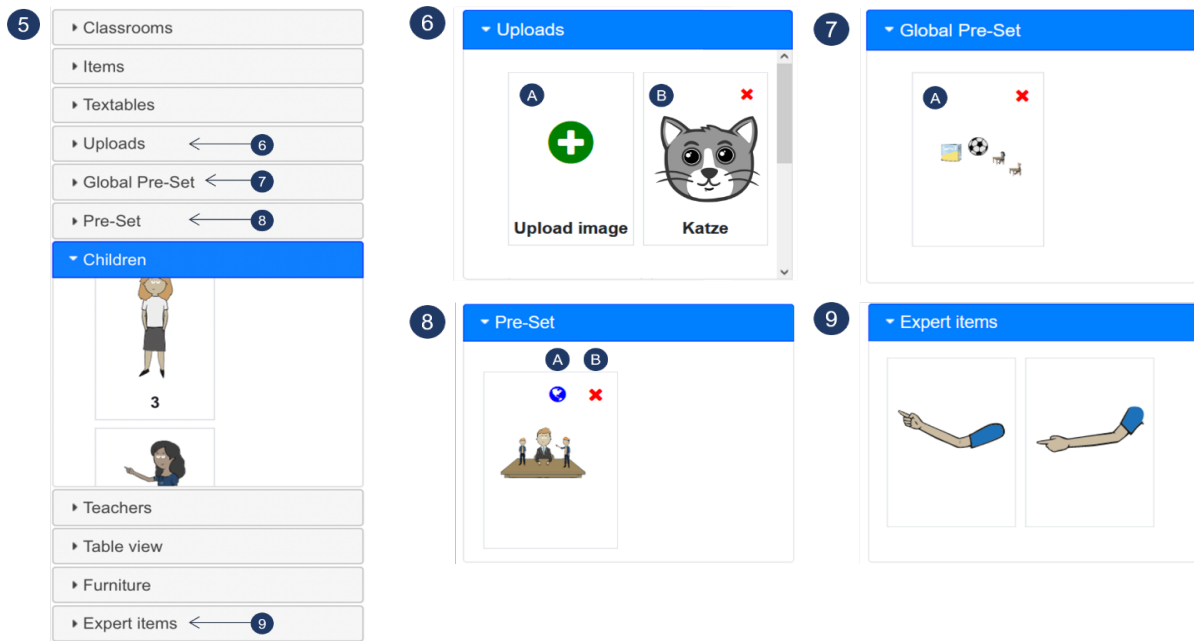 5
Classrooms
Items
Textables
Uploads 6
Global Pre-Set 7
Pre-Set 8
Children
3
Teachers
Table view
Furniture
Expert items 9
6
Uploads
A
B
Upload image
Katze
7
Global Pre-Set
A
8
Pre-Set
A B
9
Expert items